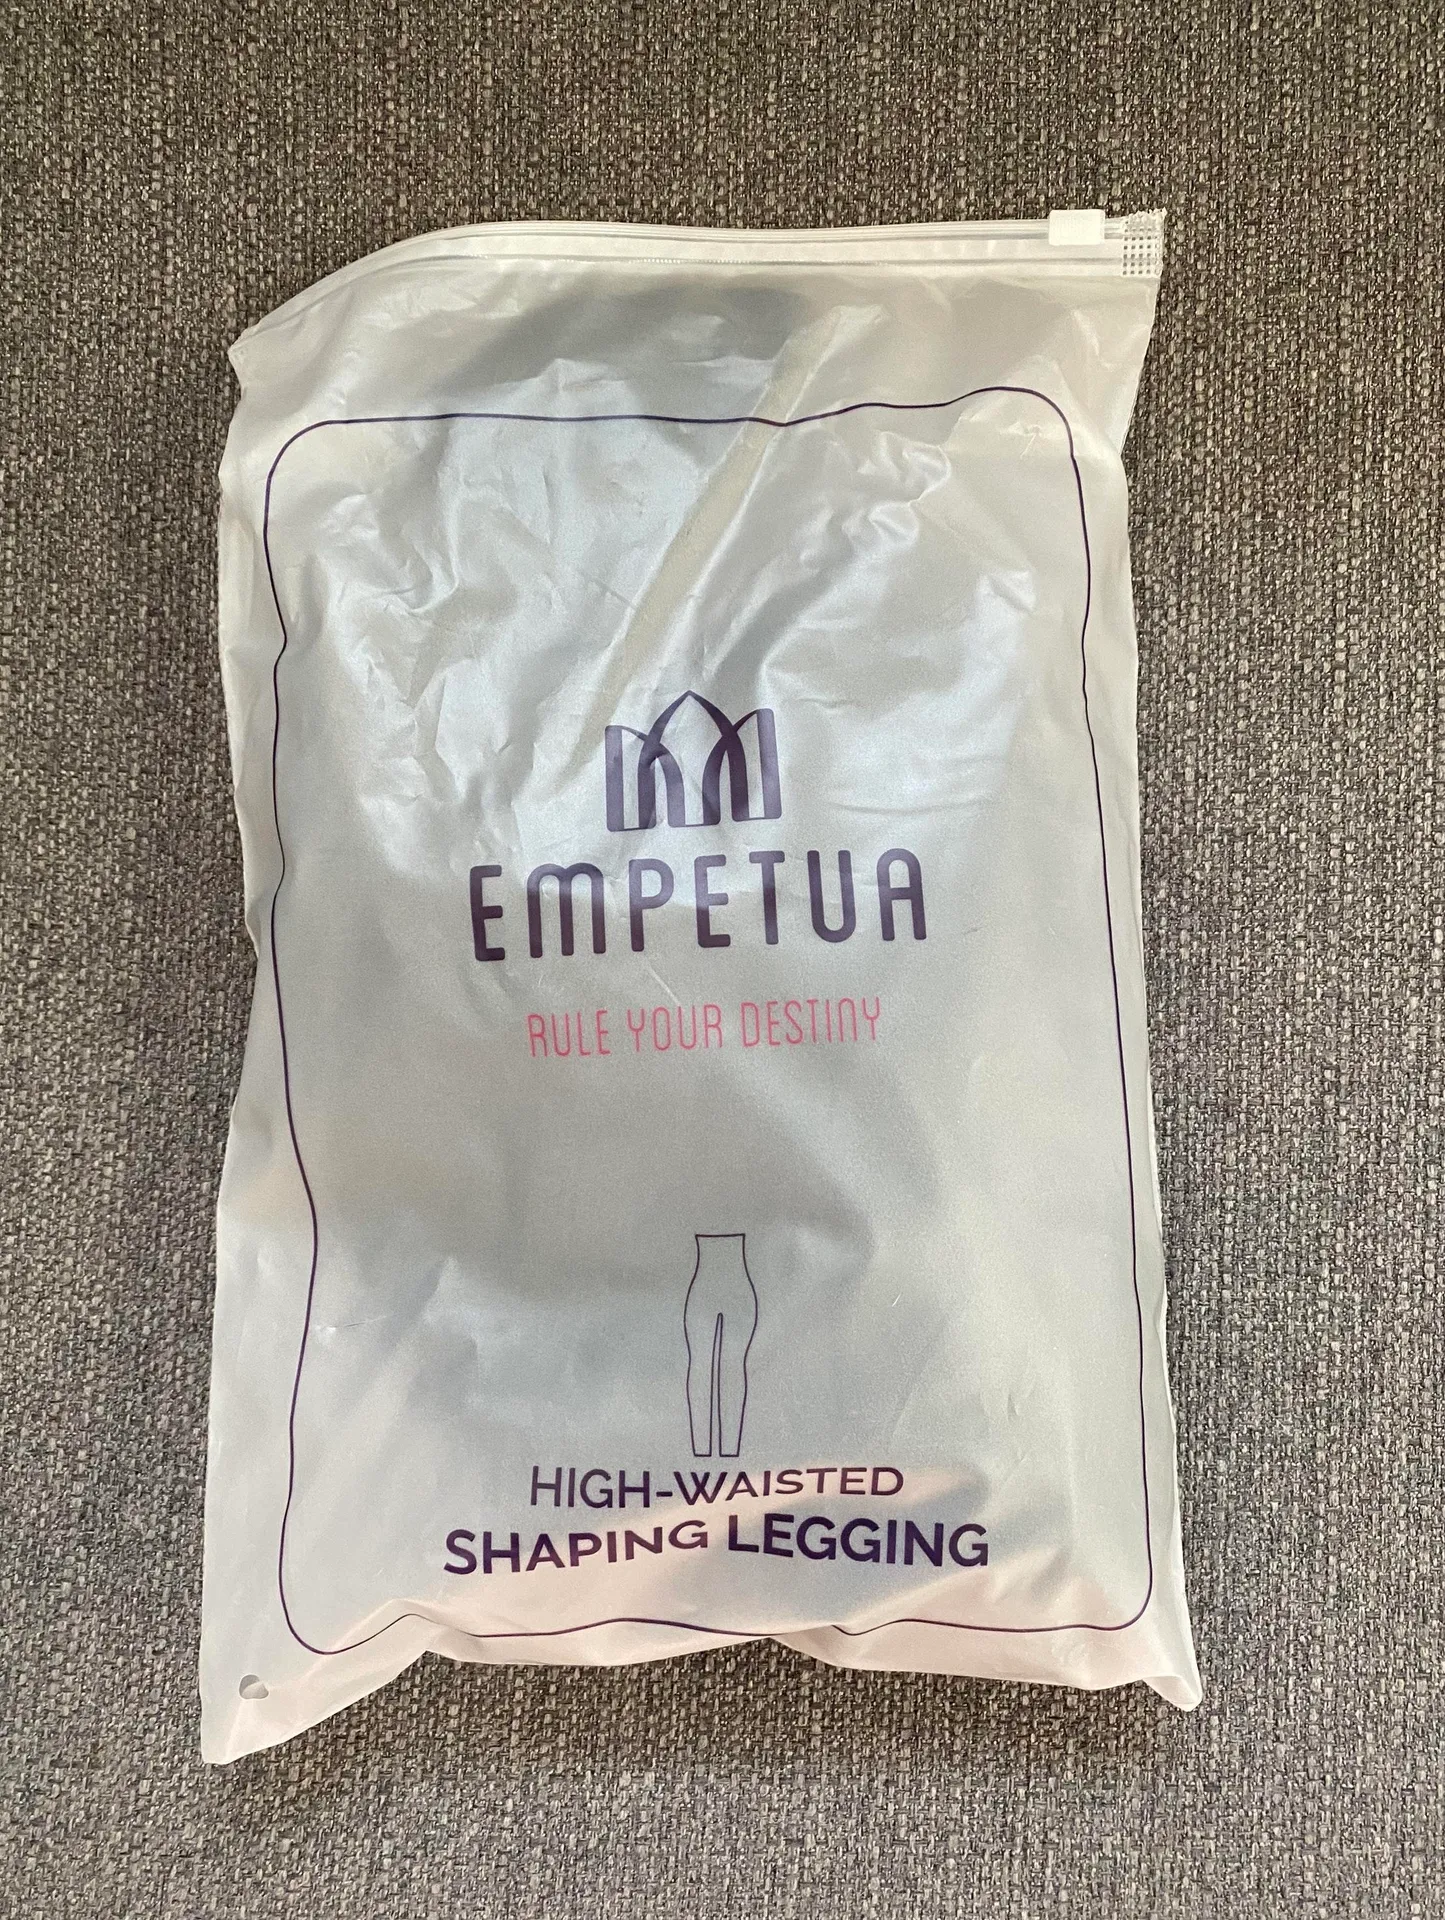 EMPETUA
RULE YOUR DESTINY
HIGH-WAISTED
SHAPING LEGGING